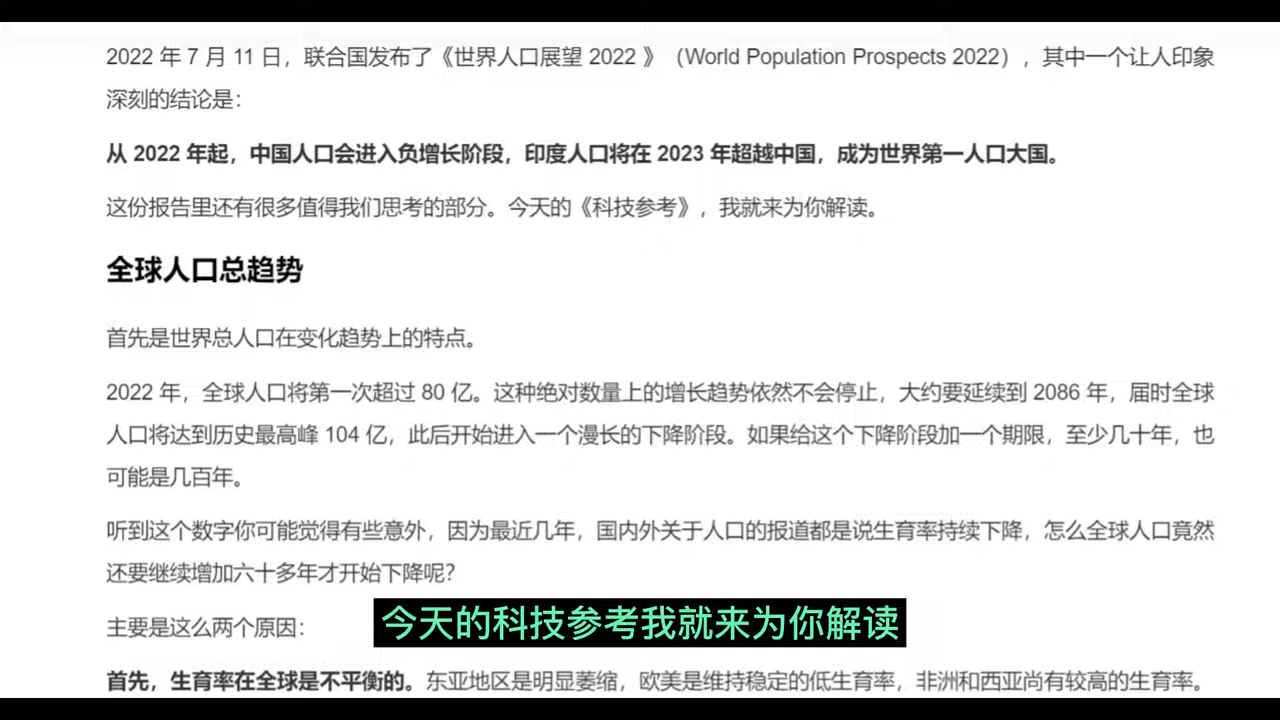 2022 年 7 月 11 日，联合国发布了《世界人口展望 2022 》（World Population Prospects 2022），其中一个让人印象
深刻的结论是：
从 2022 年起，中国人口会进入负增长阶段，印度人口将在 2023 年超越中国，成为世界第一人口大国。
这份报告里还有很多值得我们思考的部分。今天的《科技参考》，我就来为你解读。
全球人口总趋势
首先是世界总人口在变化趋势上的特点。
2022 年，全球人口将第一次超过 80 亿。这种绝对数量上的增长趋势依然不会停止，大约要延续到 2086 年，届时全球
人口将达到历史最高峰 104 亿，此后开始进入一个漫长的下降阶段。如果给这个下降阶段加一个期限，至少几十年，也
可能是几百年。
听到这个数字你可能觉得有些意外，因为最近几年，国内外关于人口的报道都是说生育率持续下降，怎么全球人口竟然
还要继续增加六十多年才开始下降呢？
主要是这么两个原因：
今天的科技参考我就来为你解读
首先，生育率在全球是不平衡的。东亚地区是明显萎缩，欧美是维持稳定的低生育率，非洲和西亚尚有较高的生育率。